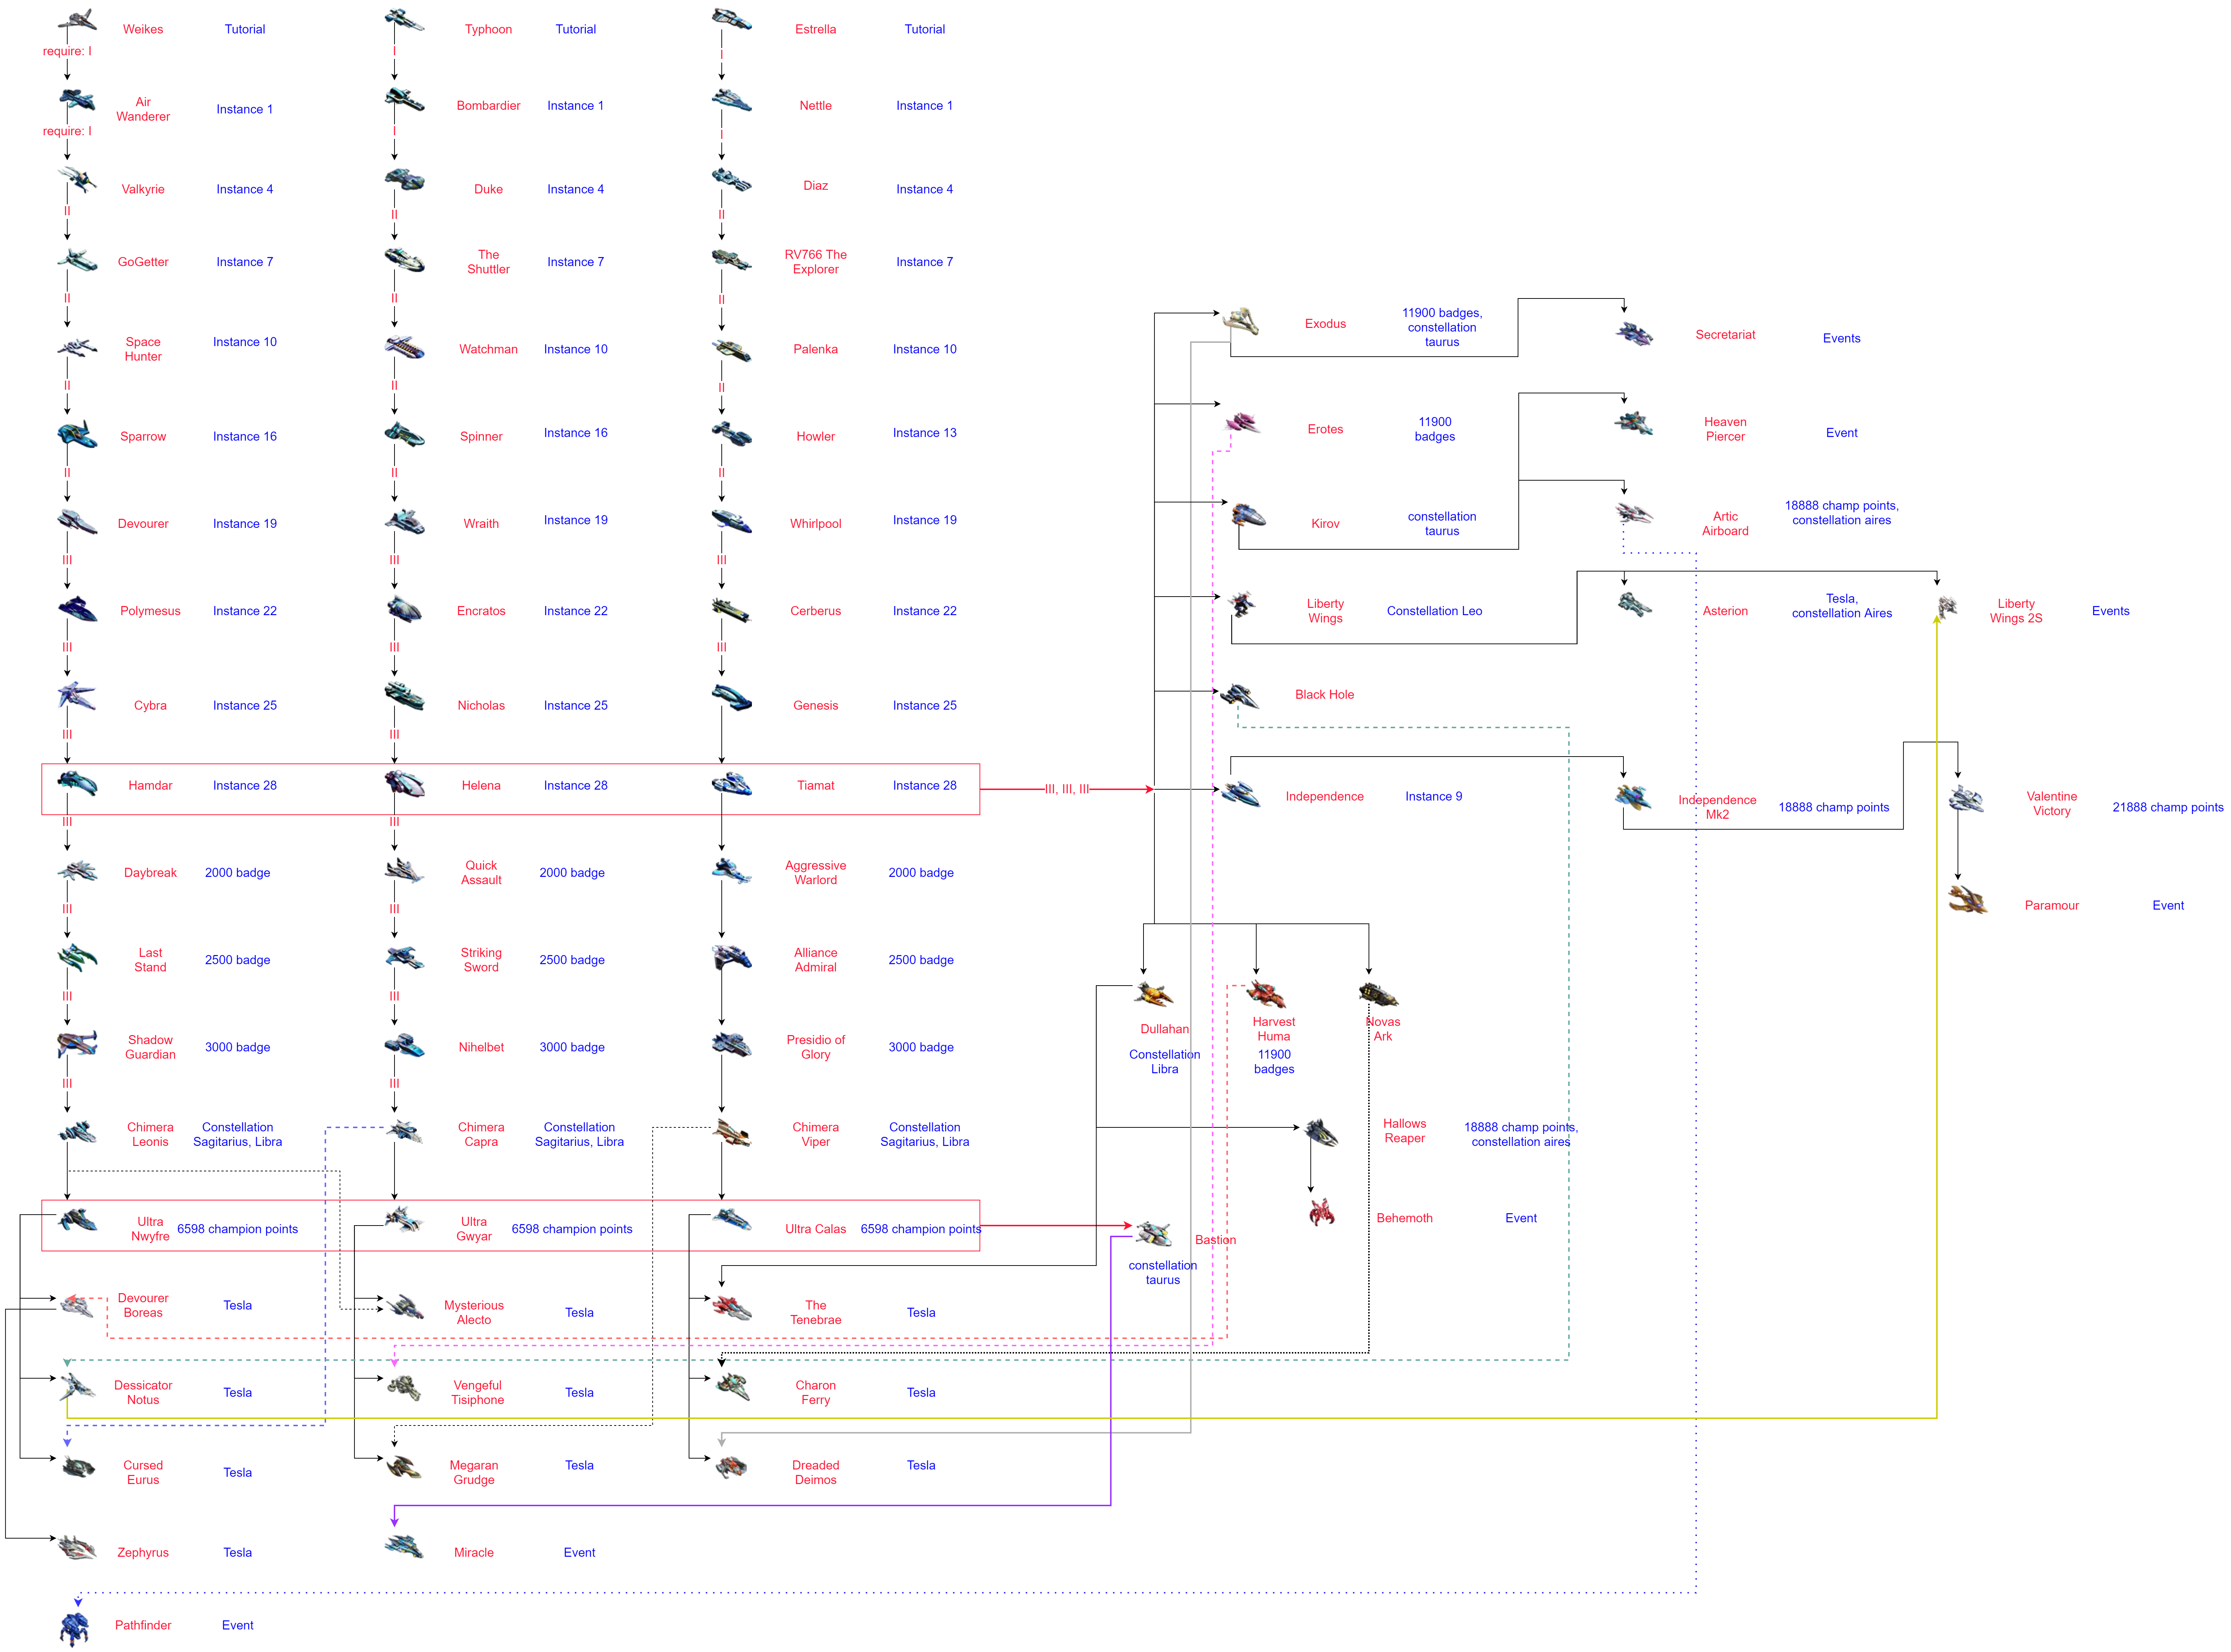 Weikes
Tutorial
Typhoon
Tutorial
Estrella
Tutorial
require: I
I
I
Air
Wanderer
Instance 1
Bombardier
Instance 1
Nettle
Instance 1
require: I
I
I
Valkyrie
Instance 4
Duke
Instance 4
Diaz
Instance 4
II
II
II
GoGetter
Instance 7
The
Shuttler
Instance 7
RV766 The
Explorer
Instance 7
II
II
II
Space
Hunter
Instance 10
Watchman
Instance 10
Palenka
Instance 10
II
II
II
Sparrow
Instance 16
Spinner
Instance 16
Howler
Instance 13
II
II
II
Devourer
Instance 19
Wraith
Instance 19
Whirlpool
Instance 19
III
III
III
Polymesus
Instance 22
Encratos
Instance 22
Cerberus
Instance 22
III
III
III
Cybra
Instance 25
Nicholas
Instance 25
Genesis
Instance 25
III
III
Hamdar
Instance 28
Helena
Instance 28
Tiamat
Instance 28
III, III, III
III
III
Daybreak
2000 badge
Quick
Assault
2000 badge
Aggressive
Warlord
2000 badge
III
III
Last
Stand
2500 badge
Striking
Sword
2500 badge
Alliance
Admiral
2500 badge
III
III
Shadow
Guardian
3000 badge
Nihelbet
3000 badge
Presidio of
Glory
3000 badge
III
III
Chimera
Leonis
Constellation
Sagitarius, Libra
Chimera
Capra
Constellation
Sagitarius, Libra
Chimera
Viper
Constellation
Sagitarius, Libra
Ultra
Nwyfre
6598 champion points
Ultra
Gwyar
6598 champion points
Ultra Calas
6598 champion points
Devourer
Boreas
Tesla
Mysterious
Alecto
Tesla
The
Tenebrae
Tesla
Dessicator
Notus
Tesla
Vengeful
Tisiphone
Tesla
Charon
Ferry
Tesla
Cursed
Eurus
Tesla
Megaran
Grudge
Tesla
Dreaded
Deimos
Tesla
Zephyrus
Tesla
Miracle
Event
Pathfinder
Event
Exodus
11900 badges,
constellation
taurus
Secretariat
Events
Erotes
11900
badges
Heaven
Piercer
Event
Kirov
constellation
taurus
Artic
Airboard
18888 champ points,
constellation aires
Liberty
Wings
Constellation Leo
Asterion
Tesla,
constellation Aires
Liberty
Wings 2S
Events
Black Hole
Independence
Instance 9
Independence
Mk2
18888 champ points
Valentine
Victory
21888 champ points
Paramour
Event
Dullahan
Constellation
Libra
Harvest
Huma
11900
badges
Novas
Ark
Hallows
Reaper
18888 champ points,
constellation aires
Behemoth
Event
Bastion
constellation
taurus